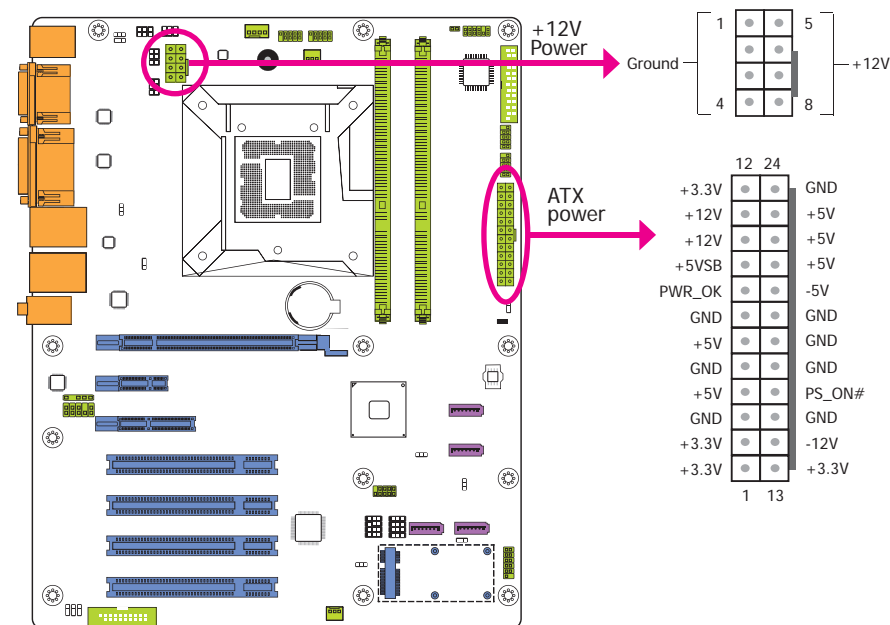 +12V
Power
1 5
Ground
+12V
4 8
ATX
power
12 24
+3.3V GND
+12V +5V
+12V +5V
+5VSB +5V
PWR_OK -5V
GND GND
+5V GND
GND GND
+5V PS_ON#
GND GND
+3.3V -12V
+3.3V +3.3V
1 13